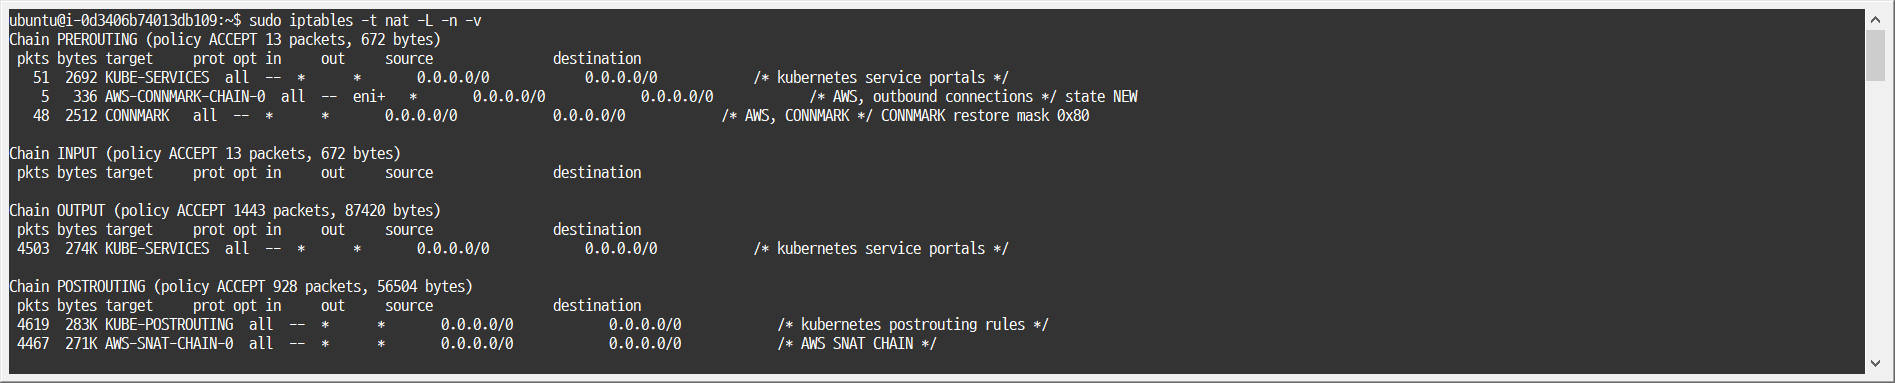 ubuntu@i-0d3406b74013db109:~$ sudo iptables -t nat -L -n -v
Chain PREROUTING (policy ACCEPT 13 packets, 672 bytes)
 pkts bytes target     prot opt in     out     source               destination
   51  2692 KUBE-SERVICES  all  --  *      *       0.0.0.0/0            0.0.0.0/0            /* kubernetes service portals */
    5   336 AWS-CONNMARK-CHAIN-0  all  --  eni+   *       0.0.0.0/0            0.0.0.0/0            /* AWS, outbound connections */ state NEW
   48  2512 CONNMARK   all  --  *      *       0.0.0.0/0            0.0.0.0/0            /* AWS, CONNMARK */ CONNMARK restore mask 0x80

Chain INPUT (policy ACCEPT 13 packets, 672 bytes)
 pkts bytes target     prot opt in     out     source               destination

Chain OUTPUT (policy ACCEPT 1443 packets, 87420 bytes)
 pkts bytes target     prot opt in     out     source               destination
 4503  274K KUBE-SERVICES  all  --  *      *       0.0.0.0/0            0.0.0.0/0            /* kubernetes service portals */

Chain POSTROUTING (policy ACCEPT 928 packets, 56504 bytes)
 pkts bytes target     prot opt in     out     source               destination
 4619  283K KUBE-POSTROUTING  all  --  *      *       0.0.0.0/0            0.0.0.0/0            /* kubernetes postrouting rules */
 4467  271K AWS-SNAT-CHAIN-0  all  --  *      *       0.0.0.0/0            0.0.0.0/0            /* AWS SNAT CHAIN */